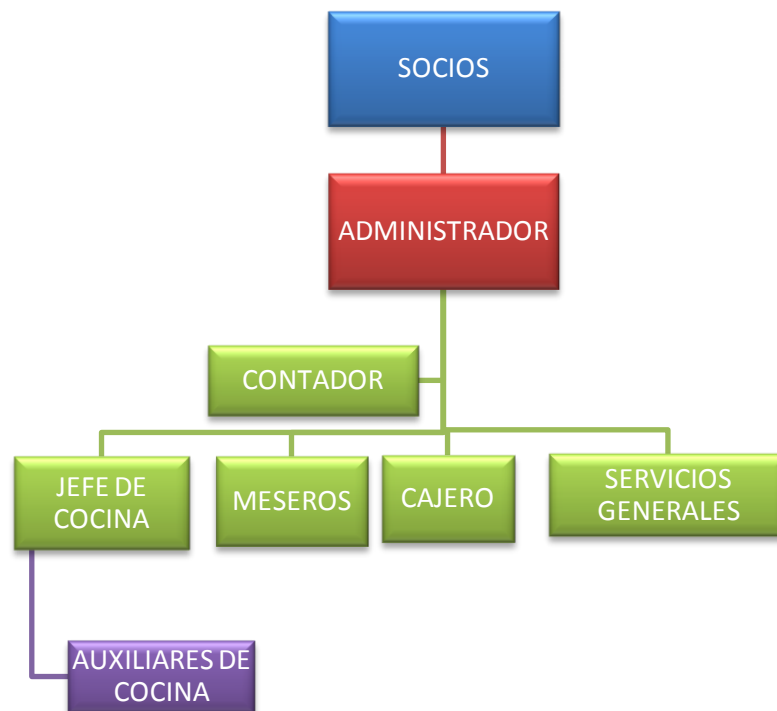 SOCIOS
ADMINISTRADOR
CONTADOR
JEFE DE
COCINA
MESEROS
CAJERO
SERVICIOS
GENERALES
AUXILIARES DE
COCINA